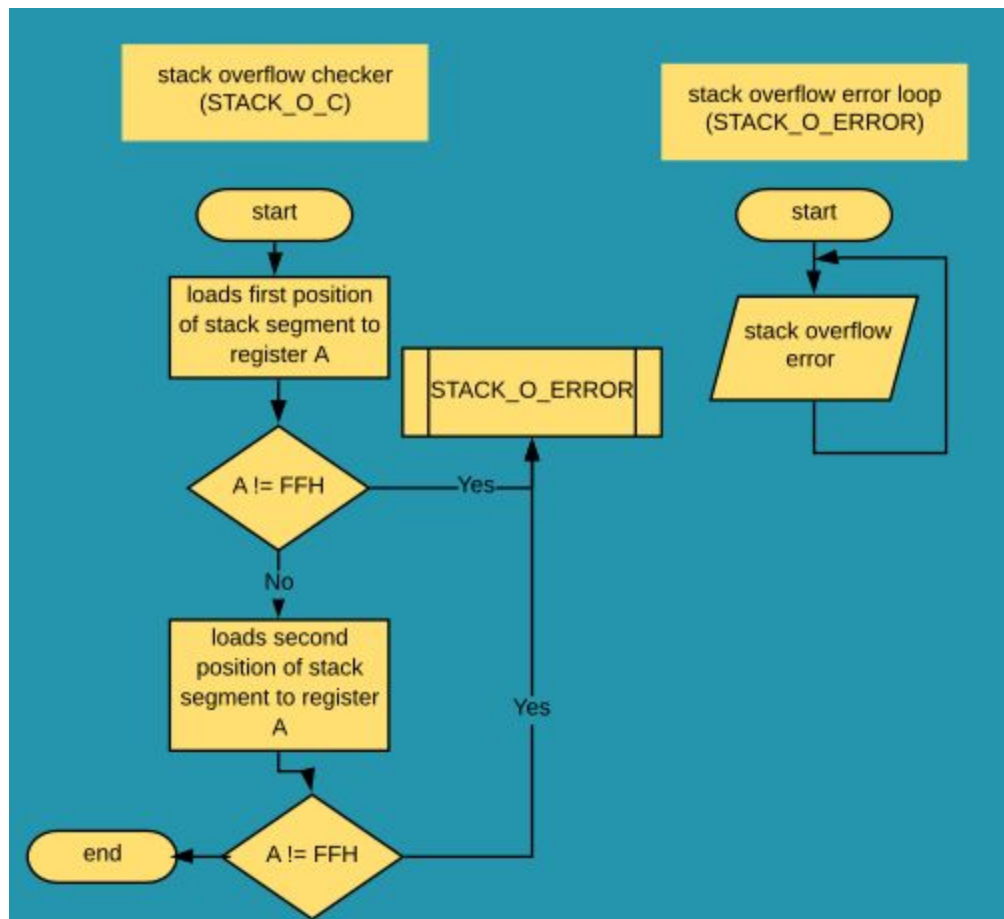 stack overflow checker
(STACK_O_C)
stack overflow error loop
(STACK_O_ERROR)
start
loads first position
of stack segment to
register A
A != FFH
Yes
STACK_O_ERROR
No
loads second
position of stack
segment to register
A
A != FFH
Yes
end
start
stack overflow
error